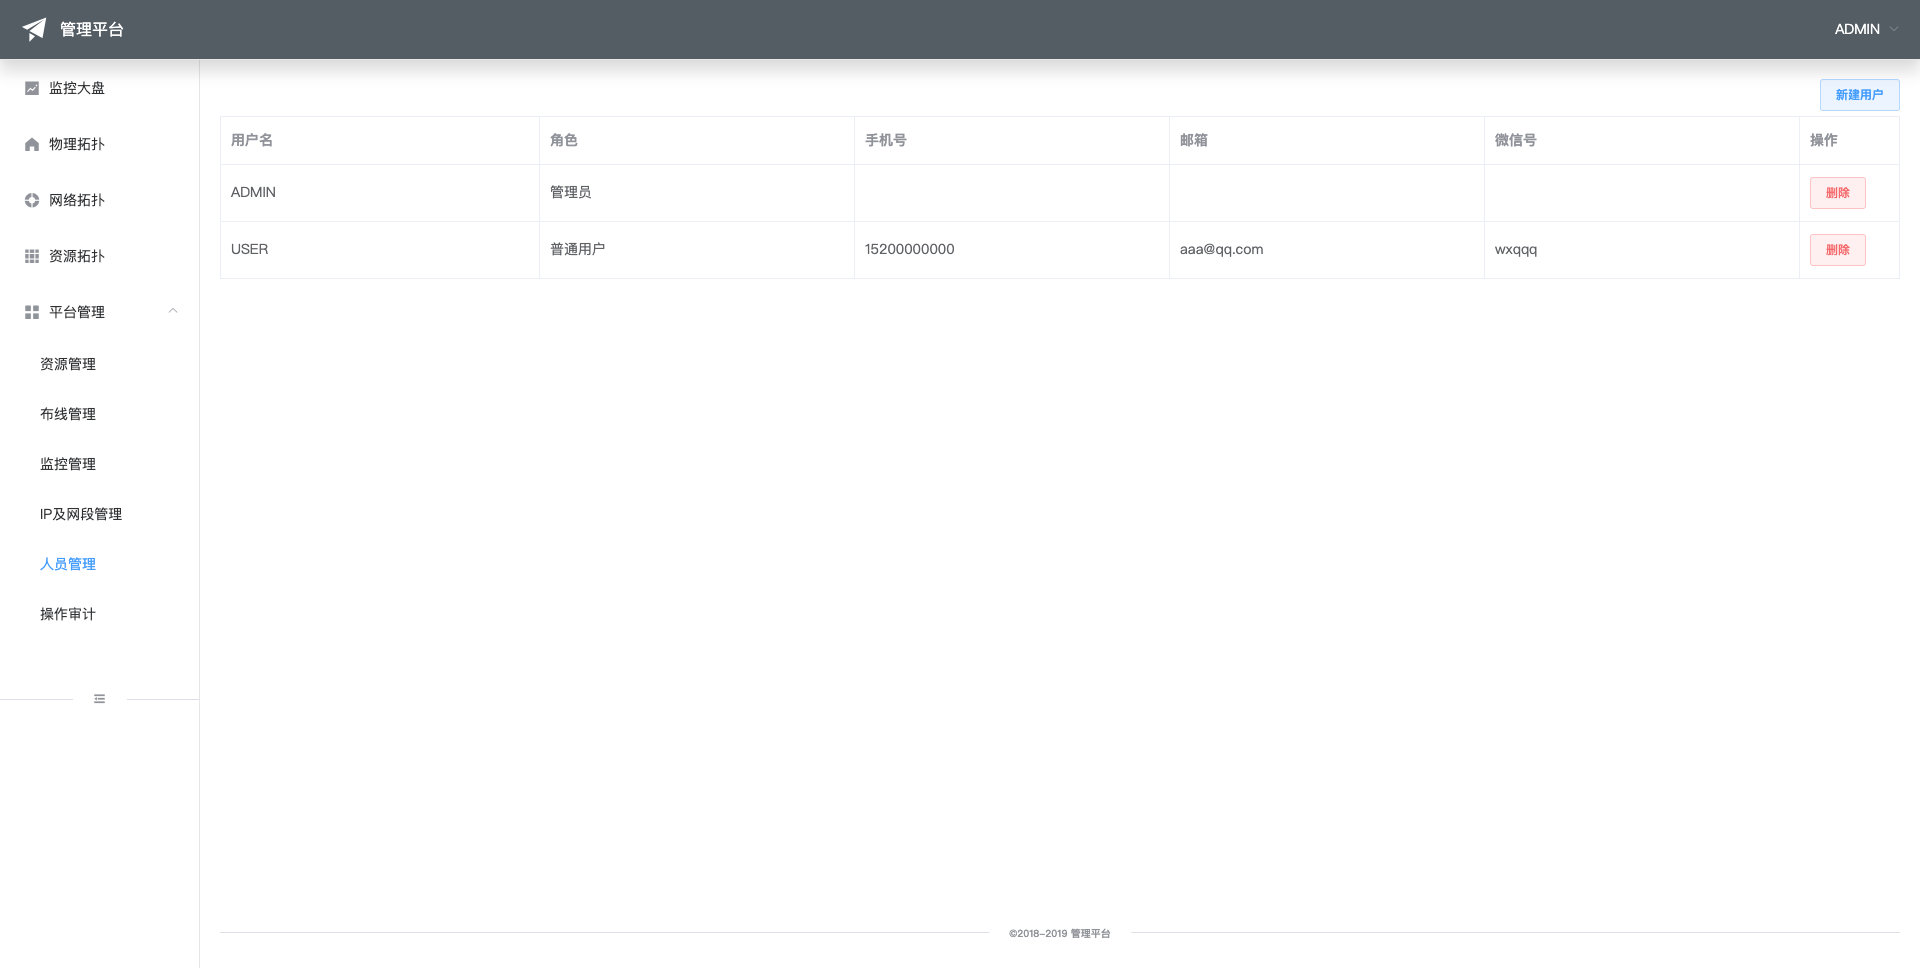 管理平台
ADMIN
监控大盘
物理拓扑
网络拓扑
资源拓扑
平台管理
资源管理
布线管理
监控管理
IP及网段管理
人员管理
操作审计
新建用户
用户名 角色 手机号 邮箱 微信号 操作
ADMIN 管理员 删除
USER 普通用户 15200000000 aaa@qq.com wxqqq 删除
©2018-2019 管理平台